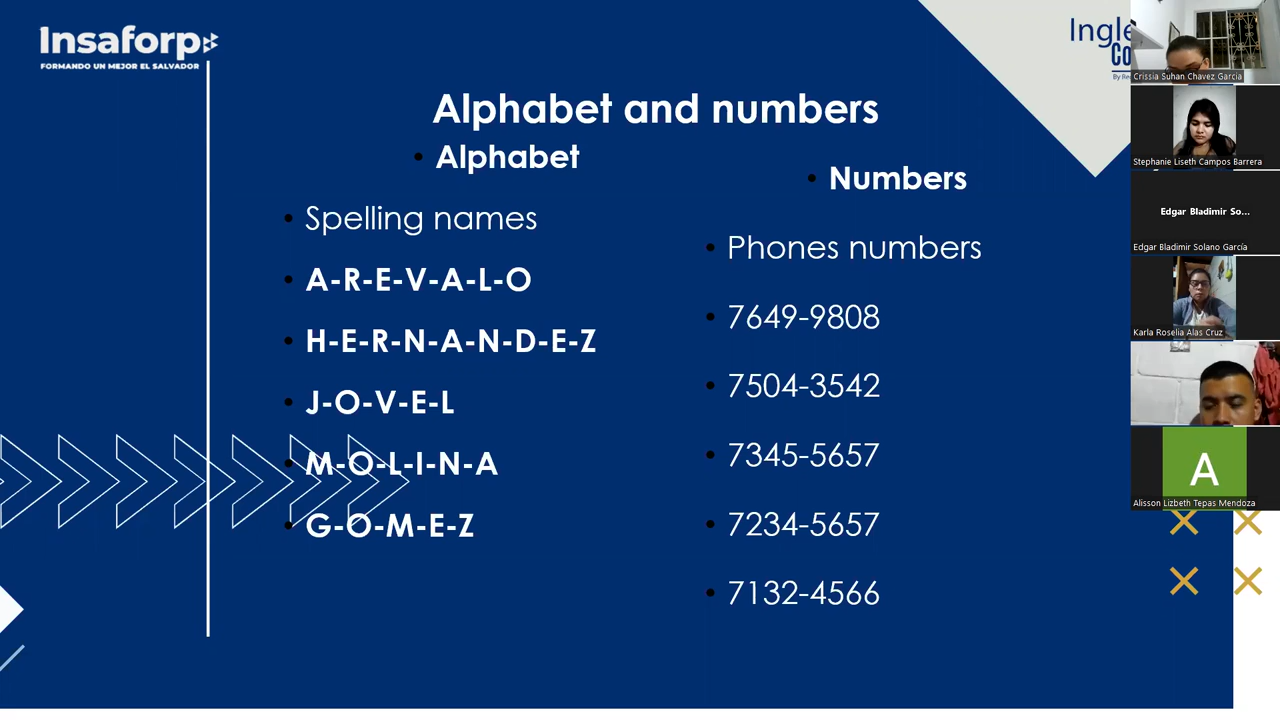 Insaforp
FORMANDO UN MEJOR EL SALVADOR
Alphabet and numbers
• Alphabet
• Spelling names
• A-R-E-V-A-L-O
• H-E-R-N-A-N-D-E-Z
• J-O-V-E-L
• M-O-L-I-N-A
• G-O-M-E-Z
• Numbers
• Phones numbers
• 7649-9808
• 7504-3542
• 7345-5657
• 7234-5657
• 7132-4566
Crissia Suhan Chavez Garcia
Stephanie Liseth Campos Barrera
Edgar Bladimir So...
Edgar Bladimir Solano García
Karla Roselia Alas Cruz
A
Alisson Lizbeth Tepas Mendoza